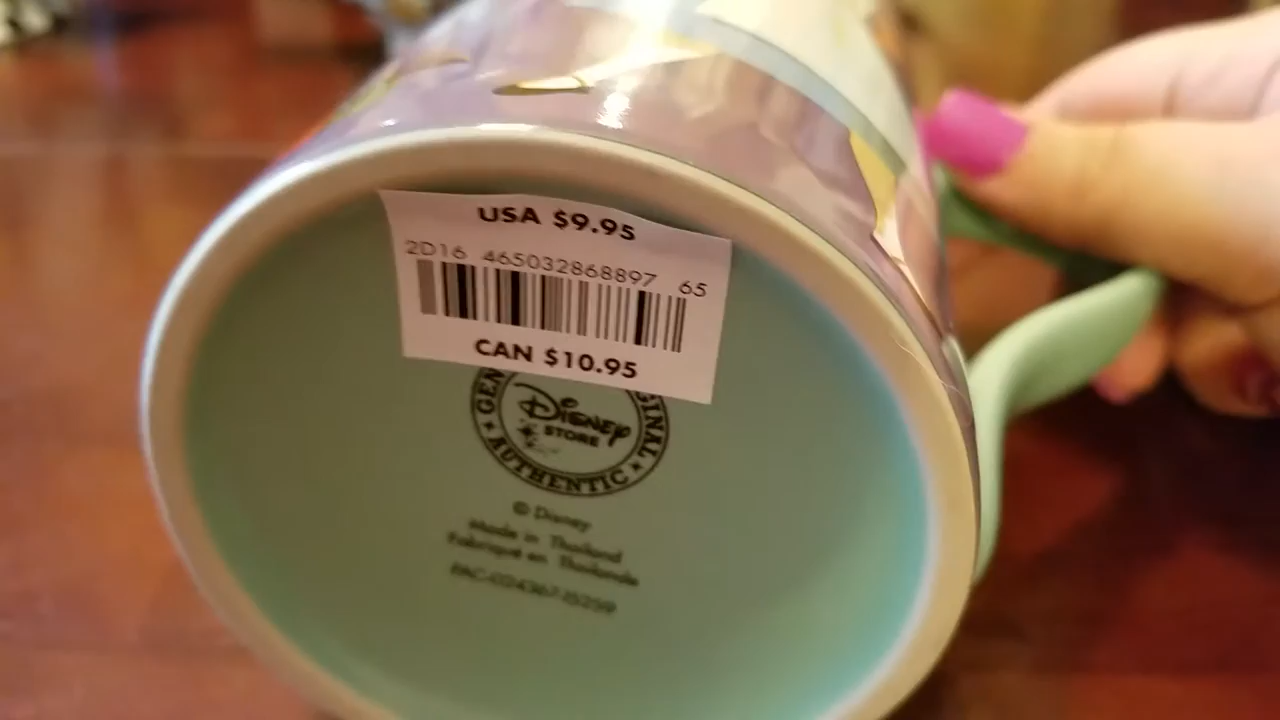 USA $9.95
2D16 465032868897 65
CAN $10.95
Disney
STORE
AUTHENTIC
© Disney
Made in Thailand
Fabriqué en Thaïlande